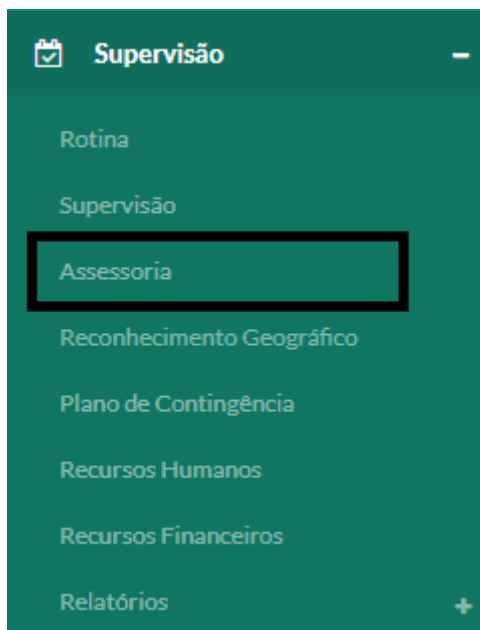 Supervisão
Rotina
Supervisão
Assessoria
Reconhecimento Geográfico
Plano de Contingência
Recursos Humanos
Recursos Financeiros
Relatórios